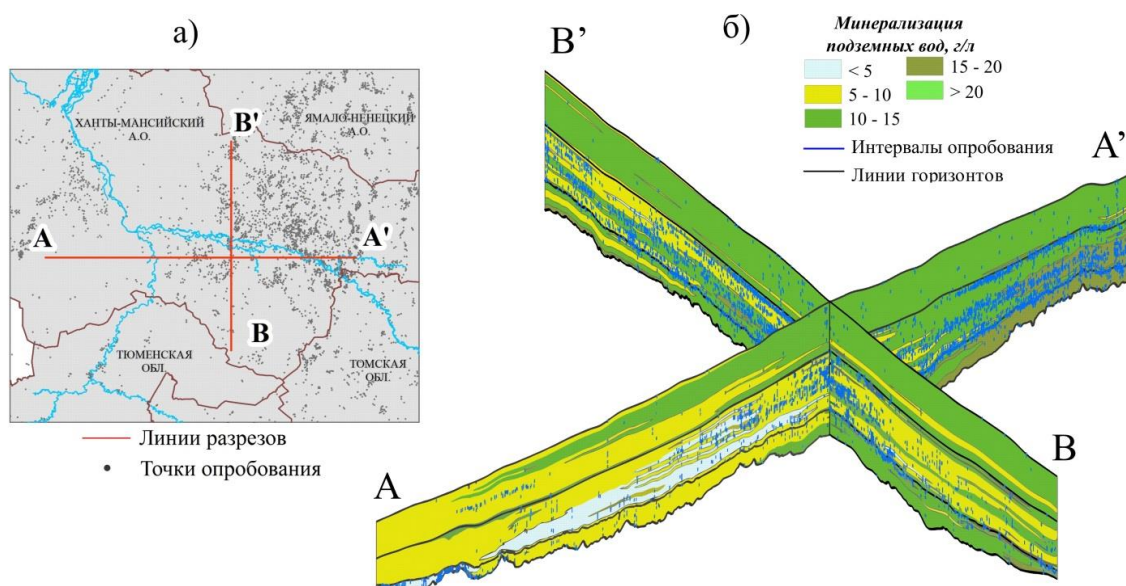 а)
ХАНТЫ-МАНСИЙСКИЙ
А.О.
ЯМАЛО-НЕНЕЦКИЙ
А.О.
B'
A
A'
B
ТЮМЕНСКАЯ
ОБЛ.
ТОМСКАЯ
ОБЛ.
Линии разрезов
Точки опробования
б)
Минерализация
подземных вод, г/л
< 5
15 - 20
5 - 10
> 20
10 - 15
Интервалы опробования
Линии горизонтов
B’
A’
A
B